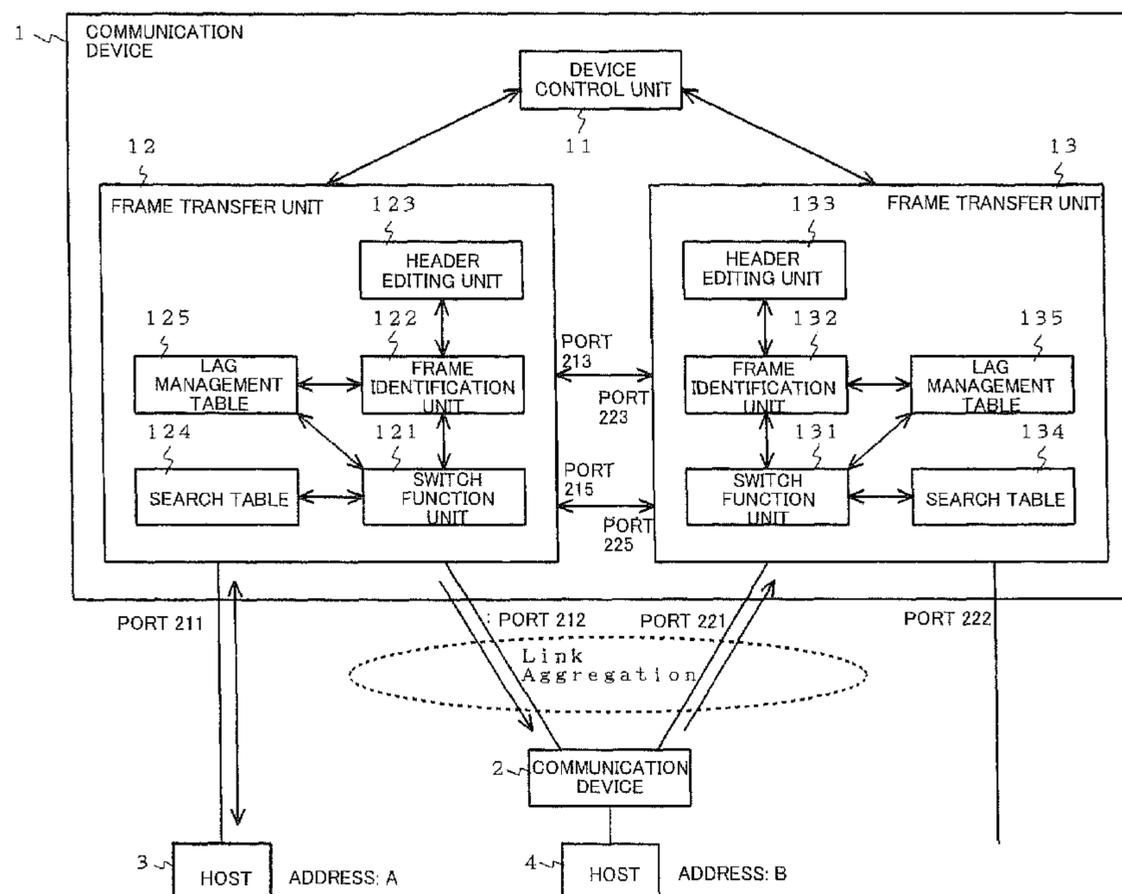 1
COMMUNICATION
DEVICE
DEVICE
CONTROL UNIT
11
12
FRAME TRANSFER UNIT
123
HEADER
EDITING UNIT
125
LAG
MANAGEMENT
TABLE
122
FRAME
IDENTIFICATION
UNIT
124
SEARCH TABLE
121
SWITCH
FUNCTION
UNIT
PORT
213
PORT
223
PORT
215
PORT
225
13
FRAME TRANSFER UNIT
133
HEADER
EDITING UNIT
132
FRAME
IDENTIFICATION
UNIT
135
LAG
MANAGEMENT
TABLE
131
SWITCH
FUNCTION
UNIT
134
SEARCH TABLE
PORT 211
PORT 212
PORT 221
PORT 222
Link
Aggregation
2
COMMUNICATION
DEVICE
3
HOST
ADDRESS: A
4
HOST
ADDRESS: B